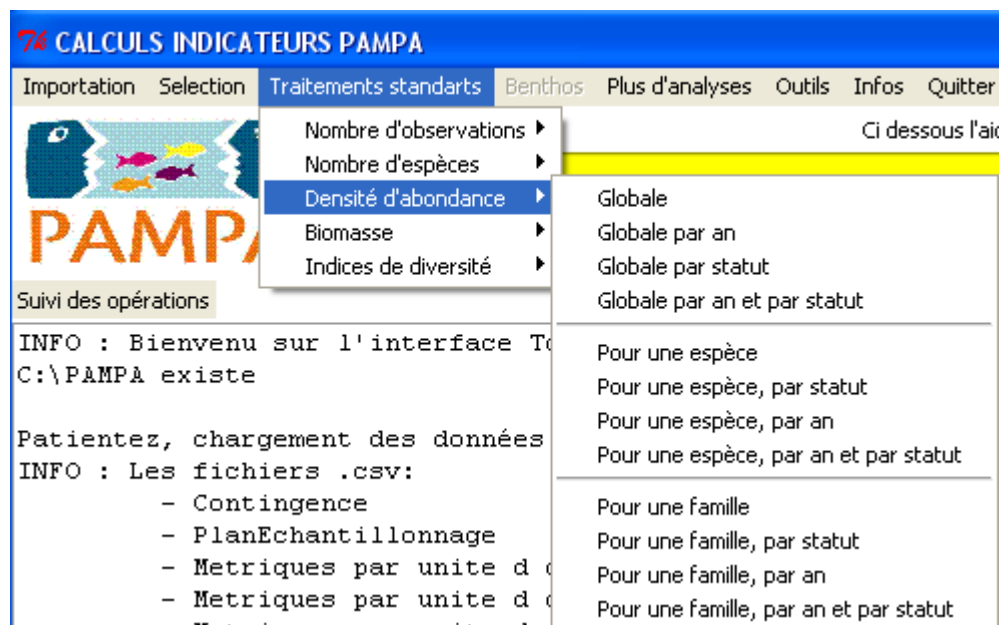 CALCULS INDICATEURS PAMPA
Importation Selection Traitements standarts Benthos Plus d'analyses Outils Infos Quitter
Ci dessous l'aid
Nombre d'observations
Nombre d'espèces
Densité d'abondance
Biomasse
Indices de diversité
PAMPA
Globale
Globale par an
Globale par statut
Globale par an et par statut
Pour une espèce
Pour une espèce, par statut
Pour une espèce, par an
Pour une espèce, par an et par statut
Pour une famille
Pour une famille, par statut
Pour une famille, par an
Pour une famille, par an et par statut
Suivi des opérations
INFO : Bienvenu sur l'interface
C:\PAMPA existe
Patientez, chargement des données
INFO : Les fichiers .csv:
- Contingence
- PlanEchantillonnage
- Metriques par unite d
- Metriques par unite d